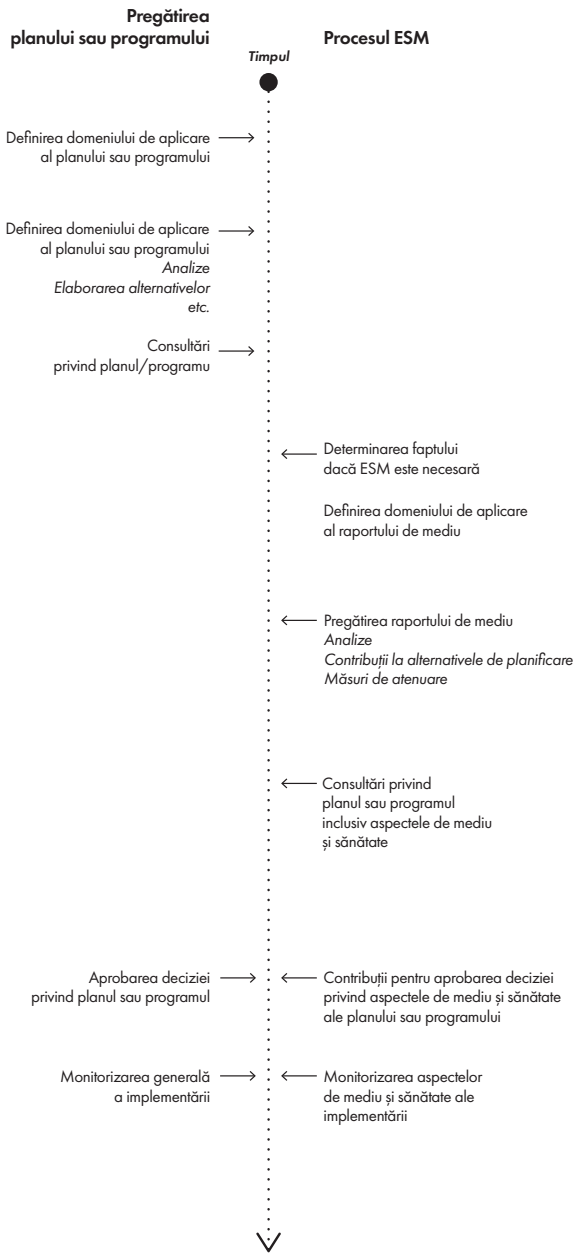 Pregătirea
planului sau programului
Procesul ESM
Timpul
Definirea domeniului de aplicare
al planului sau programului
Definirea domeniului de aplicare
al planului sau programului
Analize
Elaborarea alternativelor
etc.
Consultări
privind planul/programu
Determinarea faptului
dacă ESM este necesară
Definirea domeniului de aplicare
al raportului de mediu
Pregătirea raportului de mediu
Analize
Contribuții la alternativele de planificare
Măsuri de atenuare
Consultări privind
planul sau programul
inclusiv aspectele de mediu
și sănătate
Aprobarea deciziei
privind planul sau programul
Contribuții pentru aprobarea deciziei
privind aspectele de mediu și sănătate
ale planului sau programului
Monitorizarea generală
a implementării
Monitorizarea aspectelor
de mediu și sănătate ale
implementării